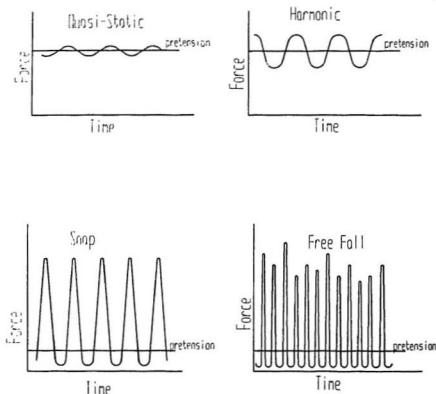 Quasi-Static
pretension
Force
Time
Harmonic
pretension
Force
Time
Snap
pretension
Force
Time
Free Fall
pretension
Force
Time